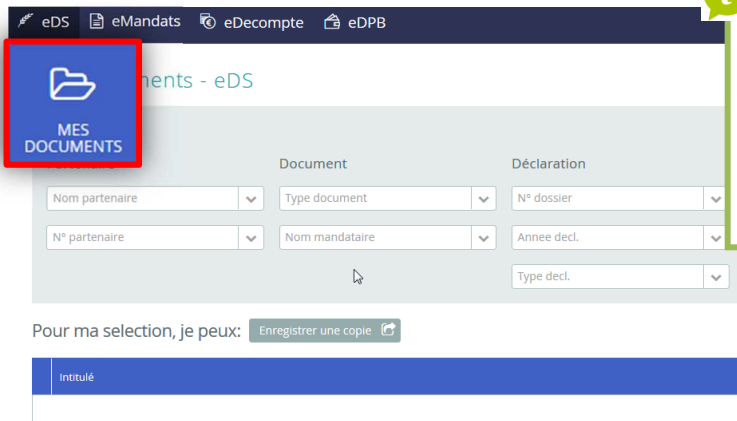 eDS eMandats eDecompte eDPB
ments - eDS
MES
DOCUMENTS
Document Déclaration
Nom partenaire Type document N° dossier
N° partenaire Nom mandataire Annee decl.
Type decl.
Pour ma selection, je peux: Enregistrer une copie
Intitulé